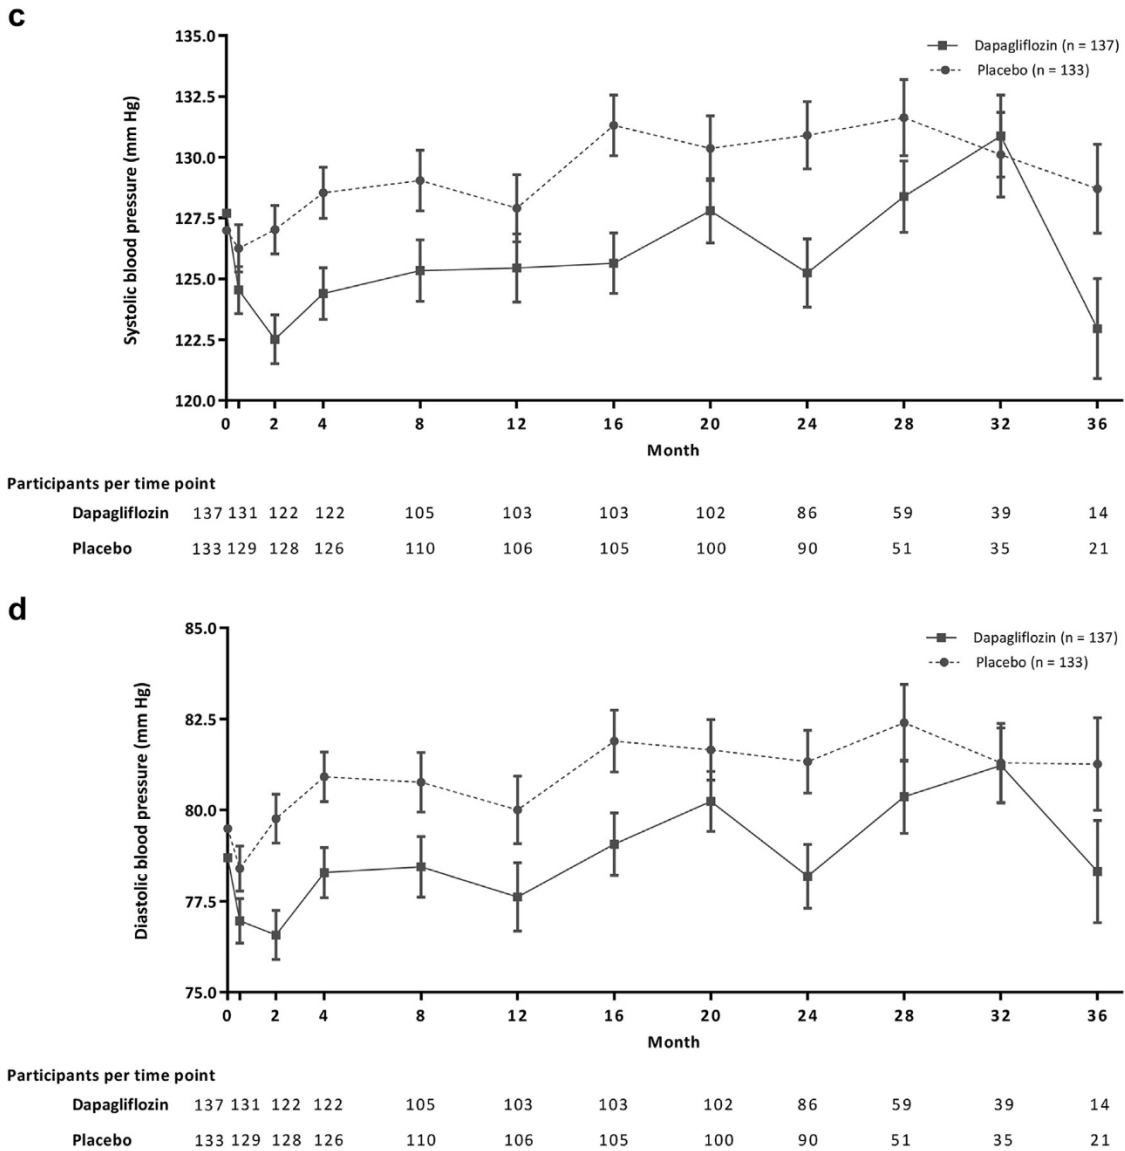 c
Systolic blood pressure (mm Hg)
135.0
132.5
130.0
127.5
125.0
122.5
120.0
Dapagliflozin (n = 137)
Placebo (n = 133)
0 2 4 8 12 16 20 24 28 32 36
Month
Participants per time point
Dapagliflozin 137 131 122 122 105 103 103 102 86 59 39 14
Placebo 133 129 128 126 110 106 105 100 90 51 35 21
d
Diastolic blood pressure (mm Hg)
85.0
82.5
80.0
77.5
75.0
Dapagliflozin (n = 137)
Placebo (n = 133)
0 2 4 8 12 16 20 24 28 32 36
Month
Participants per time point
Dapagliflozin 137 131 122 122 105 103 103 102 86 59 39 14
Placebo 133 129 128 126 110 106 105 100 90 51 35 21